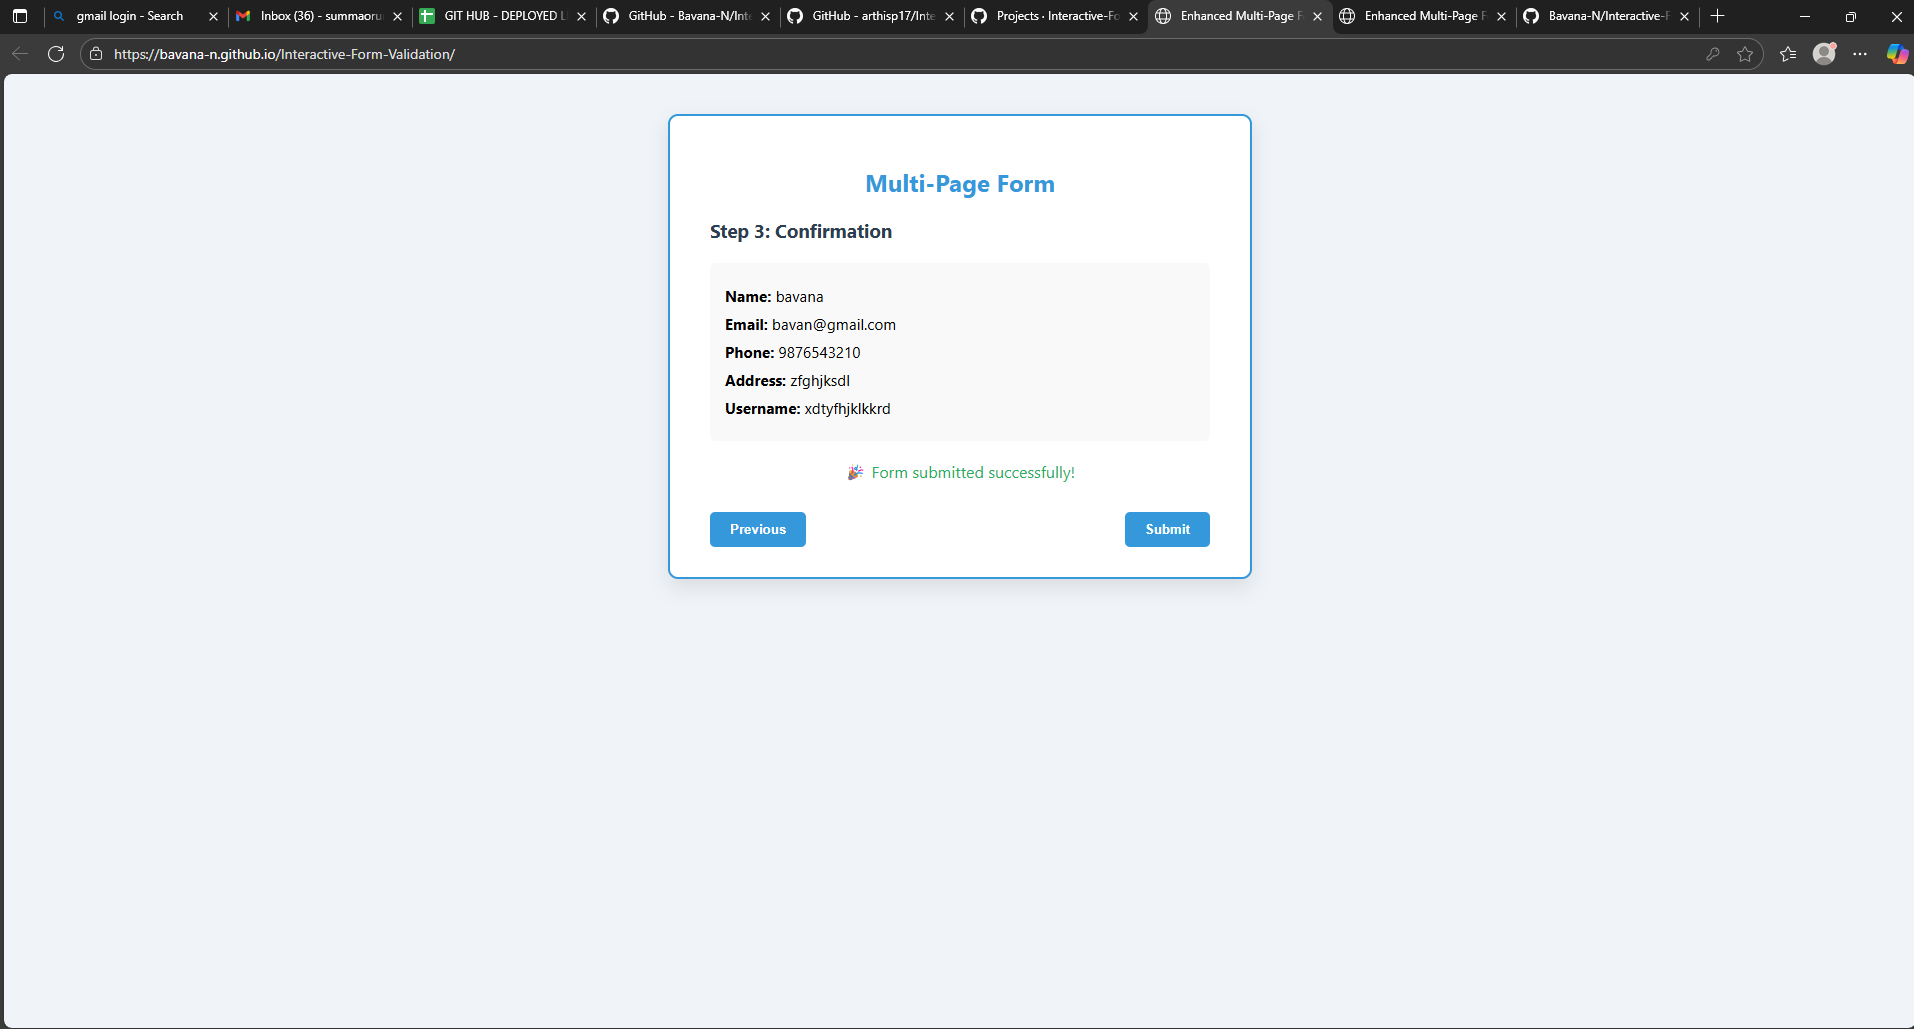 gmail login - Search
Inbox (36) - summaoru
GIT HUB - DEPLOYED L
GitHub - Bavana-N/Inte
GitHub - arthisp17/Inte
Projects · Interactive-Fo
Enhanced Multi-Page F
Enhanced Multi-Page F
Bavana-N/Interactive-F
https://bavana-n.github.io/Interactive-Form-Validation/
Multi-Page Form
Step 3: Confirmation
Name: bavana
Email: bavan@gmail.com
Phone: 9876543210
Address: zfghjksdl
Username: xdtyfhjklkkrd
🎉 Form submitted successfully!
Previous
Submit